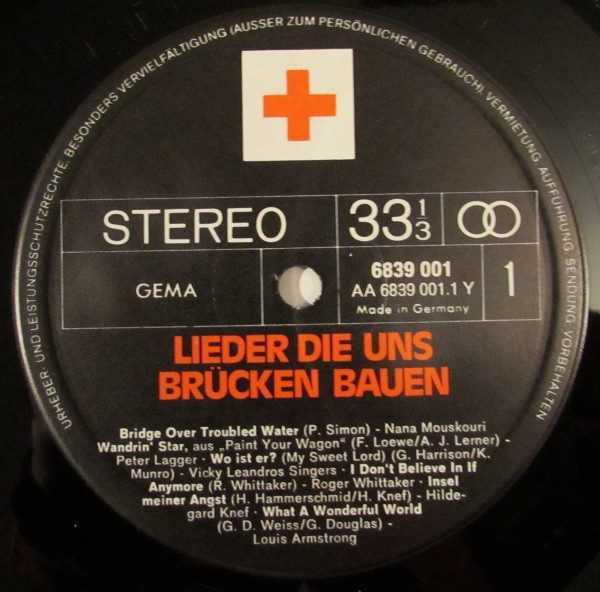 URHEBER- UND LEISTUNGSSCHUTZRECHTE, BESONDERS VERVIELFÄLTIGUNG (AUSSER ZUM PERSÖNLICHEN GEBRAUCH), VERMIETUNG, AUFFÜHRUNG, SENDUNG VORBEHALTEN
STEREO 33 1/3
GEMA 6839 001 1
AA 6839 001.1 Y
Made in Germany
LIEDER DIE UNS
BRÜCKEN BAUEN
Bridge Over Troubled Water (P. Simon) - Nana Mouskouri
Wandrin' Star, aus „Paint Your Wagon“ (F. Loewe/A. J. Lerner) -
Peter Lagger · Wo ist er? (My Sweet Lord) (G. Harrison/K.
Munro) - Vicky Leandros Singers · I Don't Believe In If
Anymore (R. Whittaker) - Roger Whittaker · Insel
meiner Angst (H. Hammerschmid/H. Knef) - Hilde-
gard Knef · What A Wonderful World
(G. D. Weiss/G. Douglas) -
Louis Armstrong